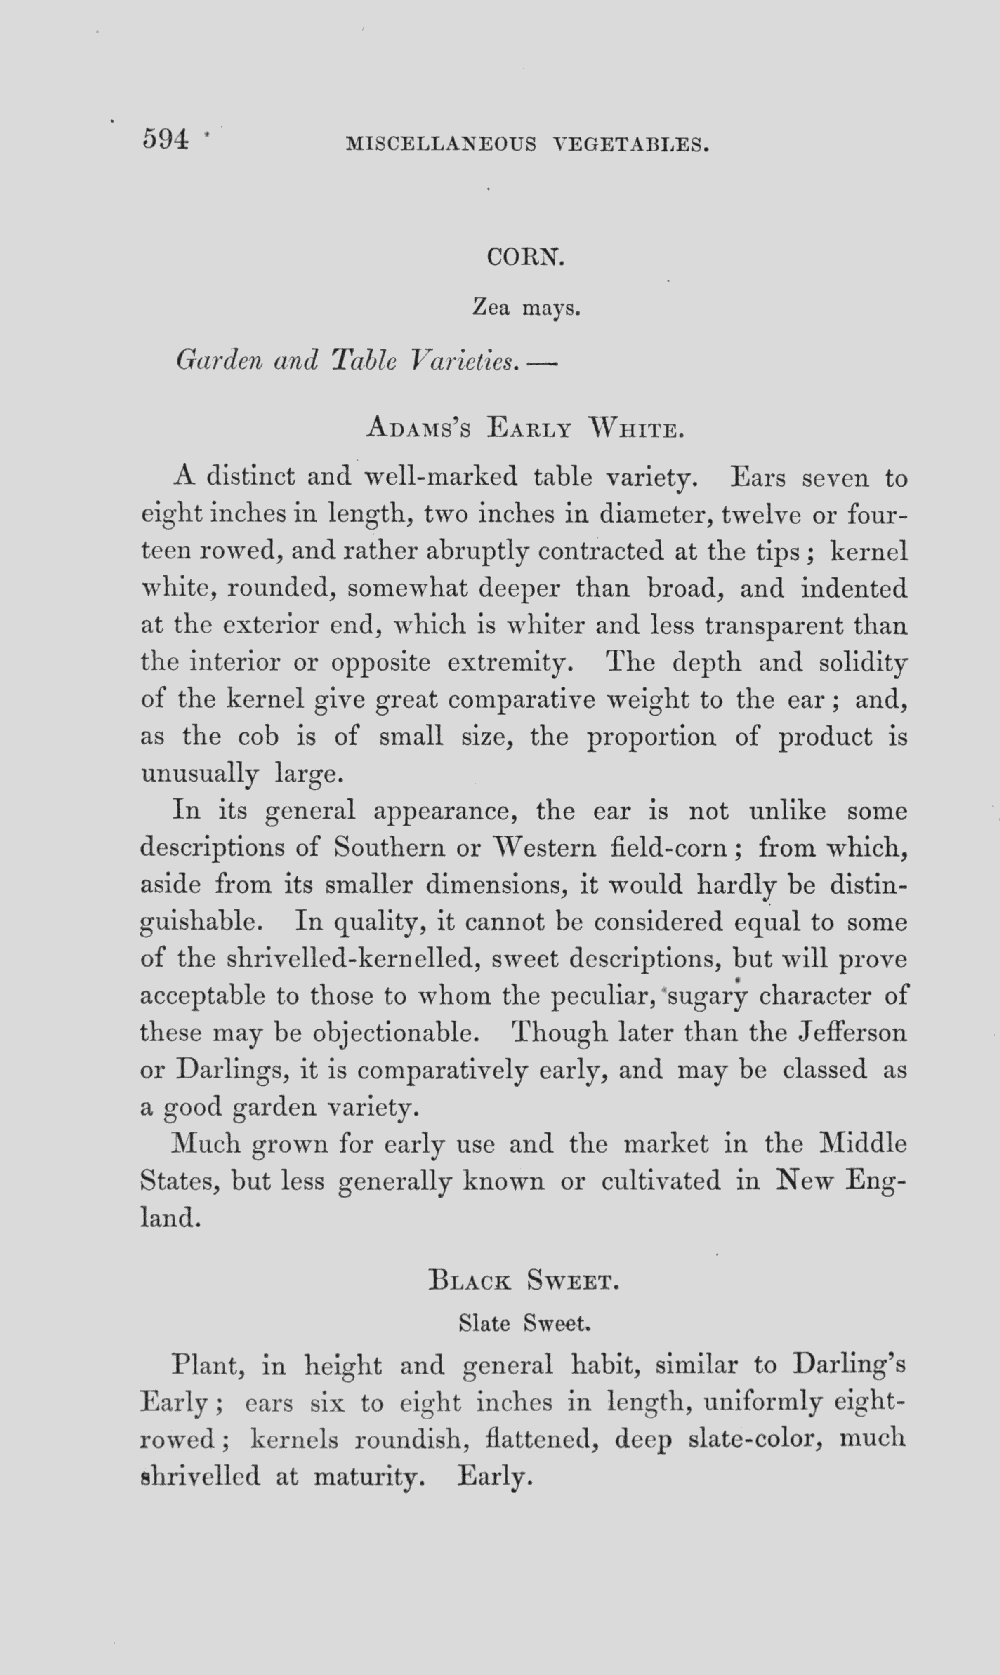 594
MISCELLANEOUS VEGETABLES.
CORN.
Zea mays.
Garden and Table Varieties. —
ADAMS'S EARLY WHITE.
A distinct and well-marked table variety. Ears seven to
eight inches in length, two inches in diameter, twelve or four-
teen rowed, and rather abruptly contracted at the tips; kernel
white, rounded, somewhat deeper than broad, and indented
at the exterior end, which is whiter and less transparent than
the interior or opposite extremity. The depth and solidity
of the kernel give great comparative weight to the ear; and,
as the cob is of small size, the proportion of product is
unusually large.
In its general appearance, the ear is not unlike some
descriptions of Southern or Western field-corn; from which,
aside from its smaller dimensions, it would hardly be distin-
guishable. In quality, it cannot be considered equal to some
of the shrivelled-kernelled, sweet descriptions, but will prove
acceptable to those to whom the peculiar, sugary character of
these may be objectionable. Though later than the Jefferson
or Darlings, it is comparatively early, and may be classed as
a good garden variety.
Much grown for early use and the market in the Middle
States, but less generally known or cultivated in New Eng-
land.
BLACK SWEET.
Slate Sweet.
Plant, in height and general habit, similar to Darling's
Early; ears six to eight inches in length, uniformly eight-
rowed; kernels roundish, flattened, deep slate-color, much
shrivelled at maturity. Early.